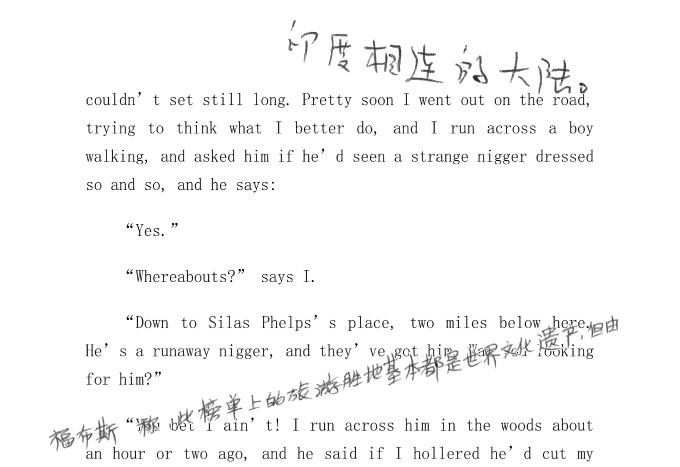 印度相连的大陆。
couldn't set still long. Pretty soon I went out on the road,
trying to think what I better do, and I run across a boy
walking, and asked him if he'd seen a strange nigger dressed
so and so, and he says:
“Yes.”
“Whereabouts?” says I.
“Down to Silas Phelps's place, two miles below here.
He's a runaway nigger, and they've got him. Was you looking
for him?”
福布斯“称,此榜单上的旅游胜地基本都是世界文化遗产,但由
“You bet I ain't! I run across him in the woods about
an hour or two ago, and he said if I hollered he'd cut my